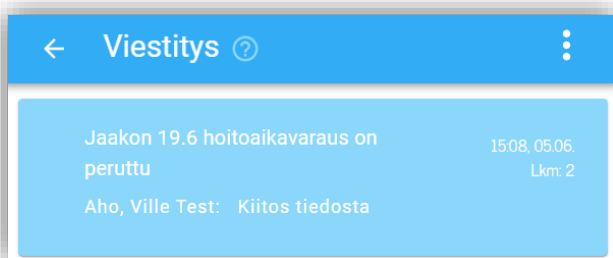 Viestitys ?
Jaakon 19.6 hoitoaikavaraus on
peruttu
15:08, 05.06.
Lkm: 2
Aho, Ville Test: Kiitos tiedosta